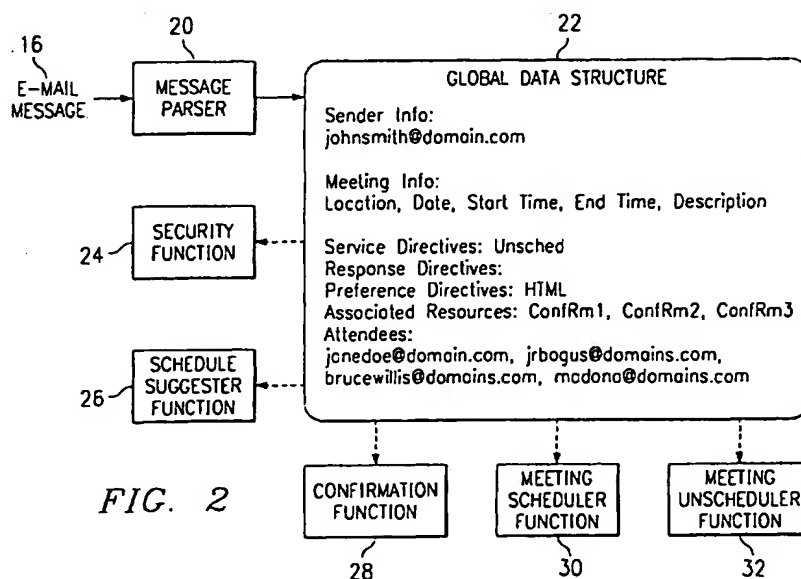 16
E-MAIL
MESSAGE
20
MESSAGE
PARSER
22
GLOBAL DATA STRUCTURE
Sender Info:
johnsmith@domain.com
Meeting Info:
Location, Date, Start Time, End Time, Description
Service Directives: Unsched
Response Directives:
Preference Directives: HTML
Associated Resources: ConfRm1, ConfRm2, ConfRm3
Attendees:
janedoe@domain.com, jrbogus@domains.com,
brucewillis@domains.com, madona@domains.com
24
SECURITY
FUNCTION
26
SCHEDULE
SUGGESTER
FUNCTION
FIG. 2
CONFIRMATION
FUNCTION
28
MEETING
SCHEDULER
FUNCTION
30
MEETING
UNSCHEDULER
FUNCTION
32